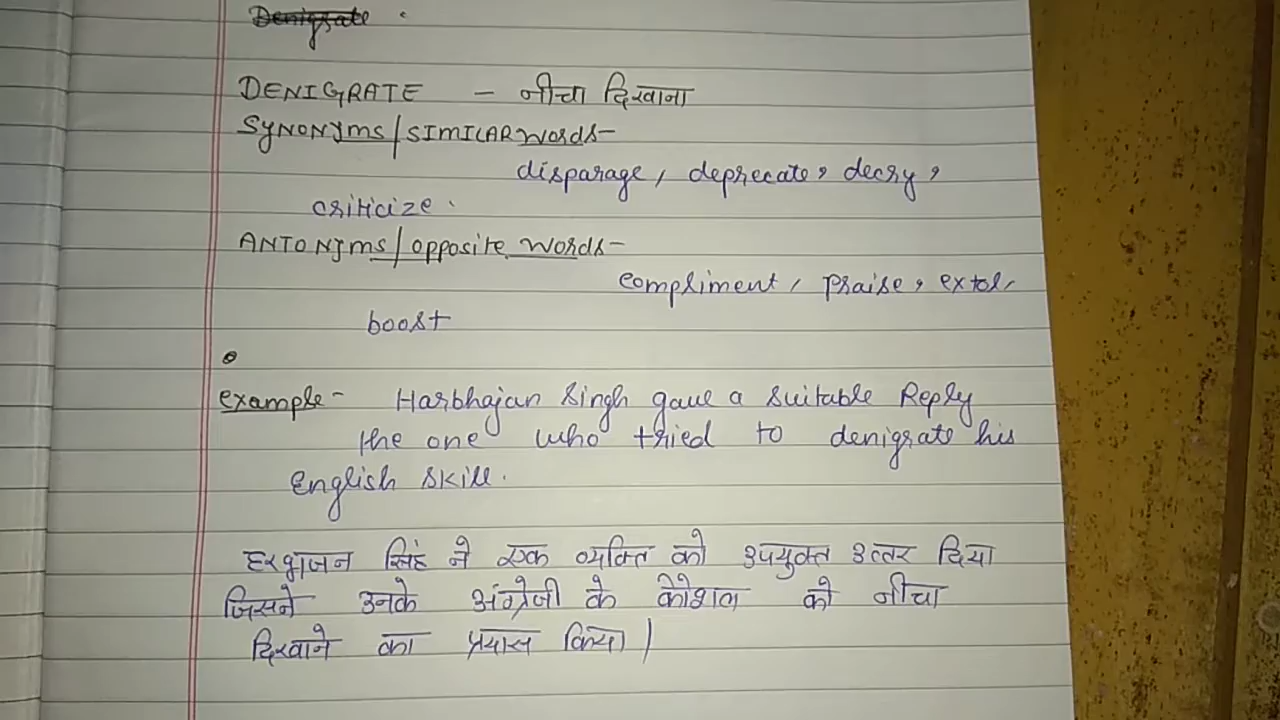 Denigrate
DENIGRATE - नीचा दिखाना
SYNONYMS/SIMILAR WORDS-
disparage, deprecate, decry,
criticize.
ANTONYMS/opposite words-
compliment, praise, extol,
boost
example- Harbhajan Singh gave a suitable Reply
the one who tried to denigrate his
English skill.
हरभजन सिंह ने एक व्यक्ति को उपयुक्त उत्तर दिया
जिसने उनके अंग्रेजी के कौशल को नीचा
दिखाने का प्रयास किया।